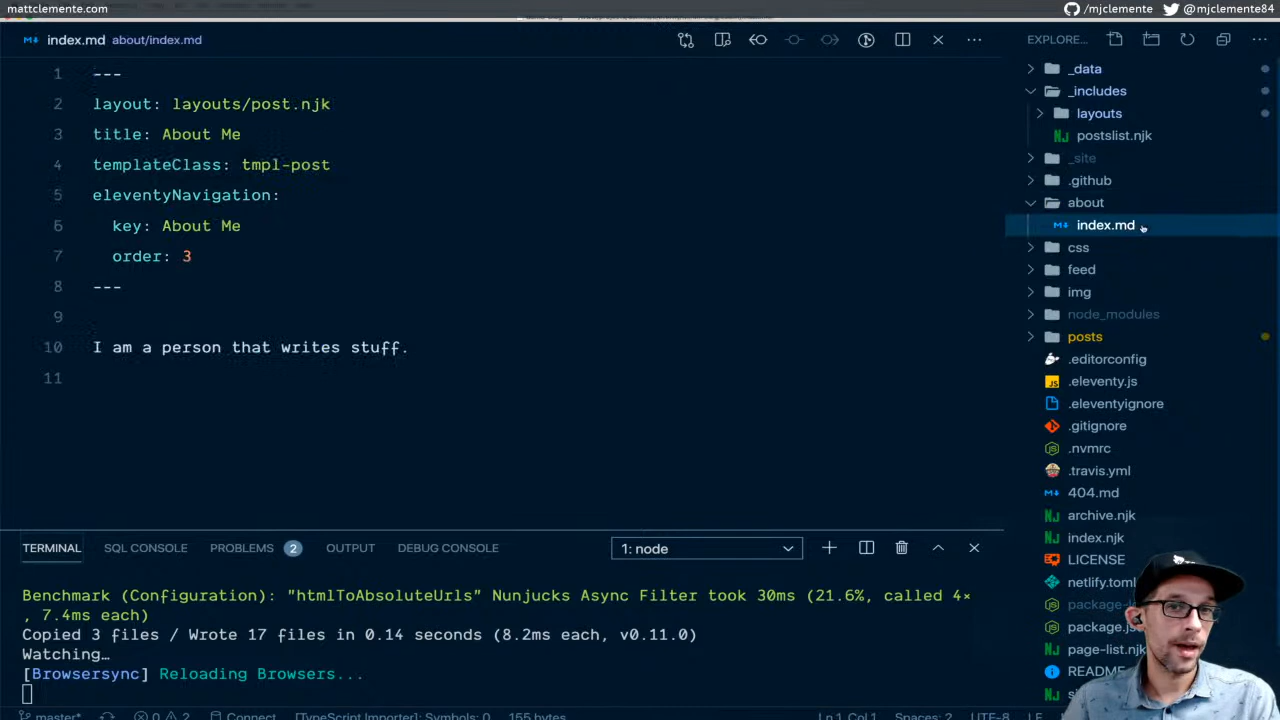 mattclemente.com
/mjclemente
@mjclemente84
index.md about/index.md
EXPLORE...
1 ---
2 layout: layouts/post.njk
3 title: About Me
4 templateClass: tmpl-post
5 eleventyNavigation:
6 key: About Me
7 order: 3
8 ---
9
10 I am a person that writes stuff.
11
_data
_includes
layouts
postslist.njk
_site
.github
about
index.md
css
feed
img
node_modules
posts
.editorconfig
.eleventy.js
.eleventyignore
.gitignore
.nvmrc
.travis.yml
404.md
archive.njk
index.njk
LICENSE
netlify.toml
package-l
package.js
page-list.njk
README
TERMINAL
SQL CONSOLE
PROBLEMS 2
OUTPUT
DEBUG CONSOLE
1: node
Benchmark (Configuration): "htmlToAbsoluteUrls" Nunjucks Async Filter took 30ms (21.6%, called 4×
, 7.4ms each)
Copied 3 files / Wrote 17 files in 0.14 seconds (8.2ms each, v0.11.0)
Watching…
[Browsersync] Reloading Browsers...
master*
0
2
Connect
[TypeScript Importer]: Symbols: 0
155 bytes
Ln 1, Col 1
Spaces: 2
UTF-8
LF